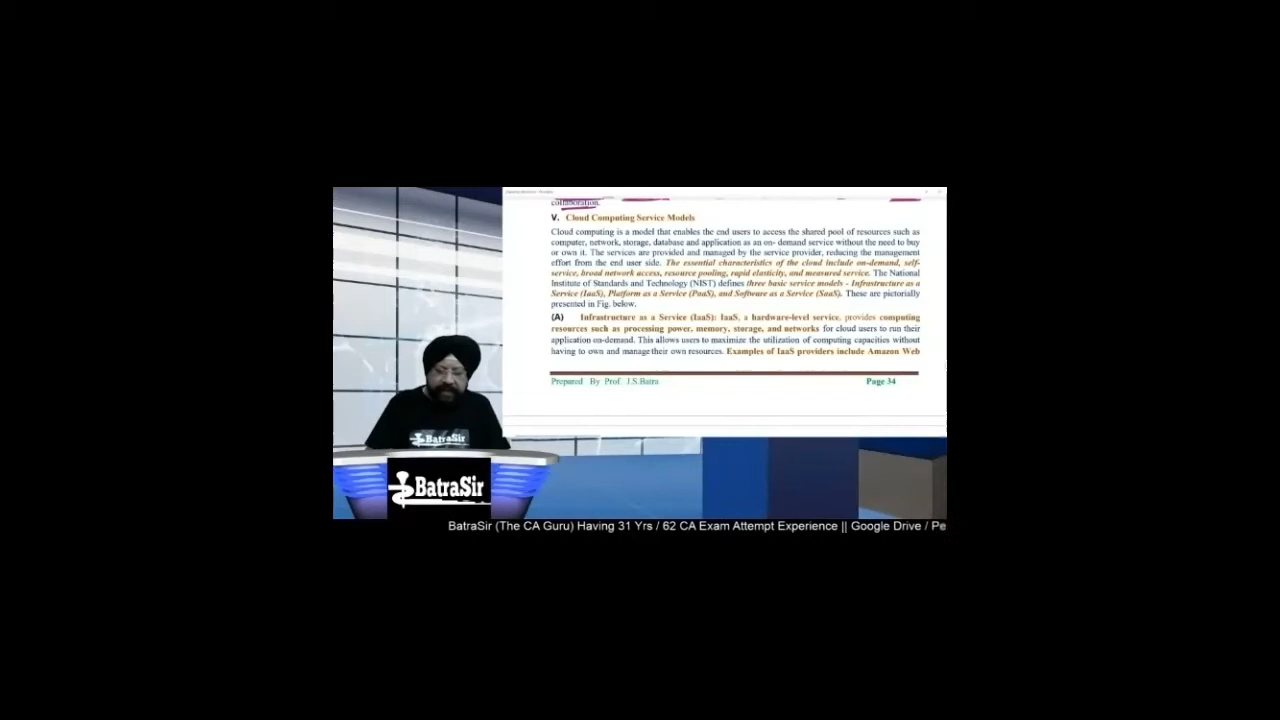 collaboration.
V. Cloud Computing Service Models
Cloud computing is a model that enables the end users to access the shared pool of resources such as
computer, network, storage, database and application as an on- demand service without the need to buy
or own it. The services are provided and managed by the service provider, reducing the management
effort from the end user side. The essential characteristics of the cloud include on-demand, self-
service, broad network access, resource pooling, rapid elasticity, and measured service. The National
Institute of Standards and Technology (NIST) defines three basic service models - Infrastructure as a
Service (IaaS), Platform as a Service (PaaS), and Software as a Service (SaaS). These are pictorially
presented in Fig. below.
(A) Infrastructure as a Service (IaaS): IaaS, a hardware-level service, provides computing
resources such as processing power, memory, storage, and networks for cloud users to run their
application on-demand. This allows users to maximize the utilization of computing capacities without
having to own and manage their own resources. Examples of IaaS providers include Amazon Web
Prepared By Prof J.S.Batra
Page 34
BatraSir
BatraSir
BatraSir (The CA Guru) Having 31 Yrs / 62 CA Exam Attempt Experience || Google Drive / Pe